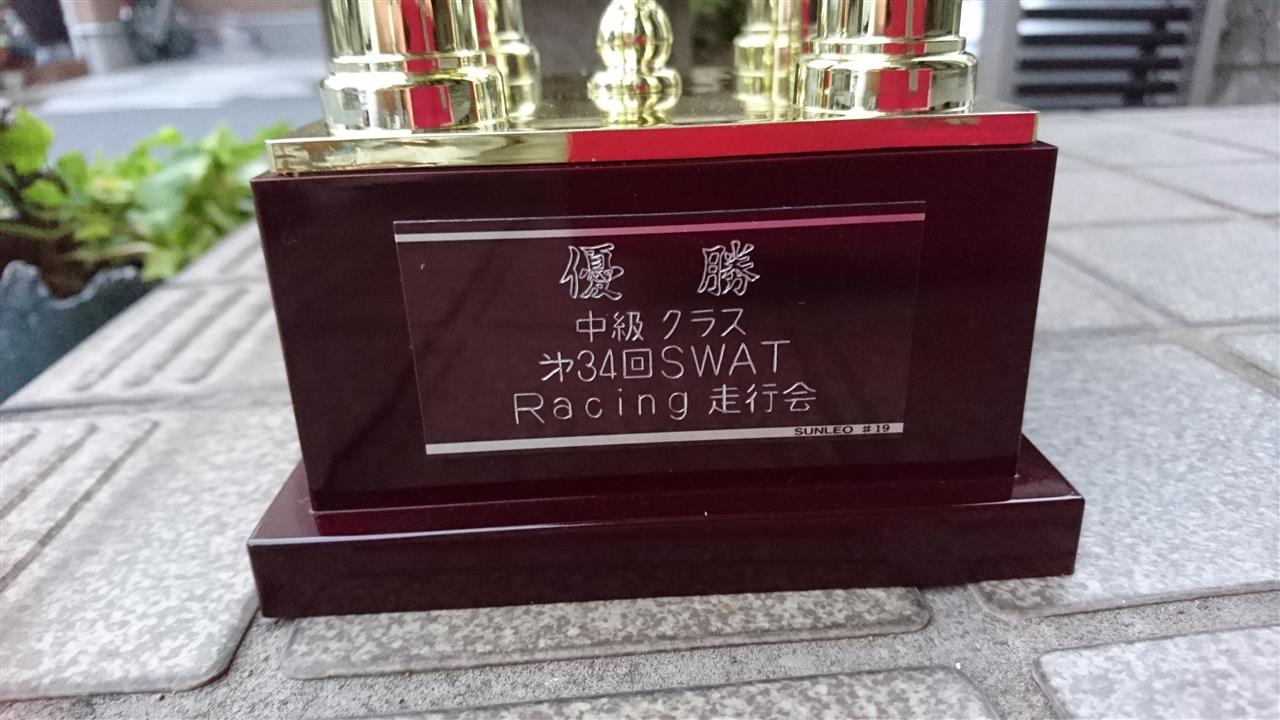 優 勝
中級 クラス
㐧34回SWAT
Racing 走行会
SUNLEO #19